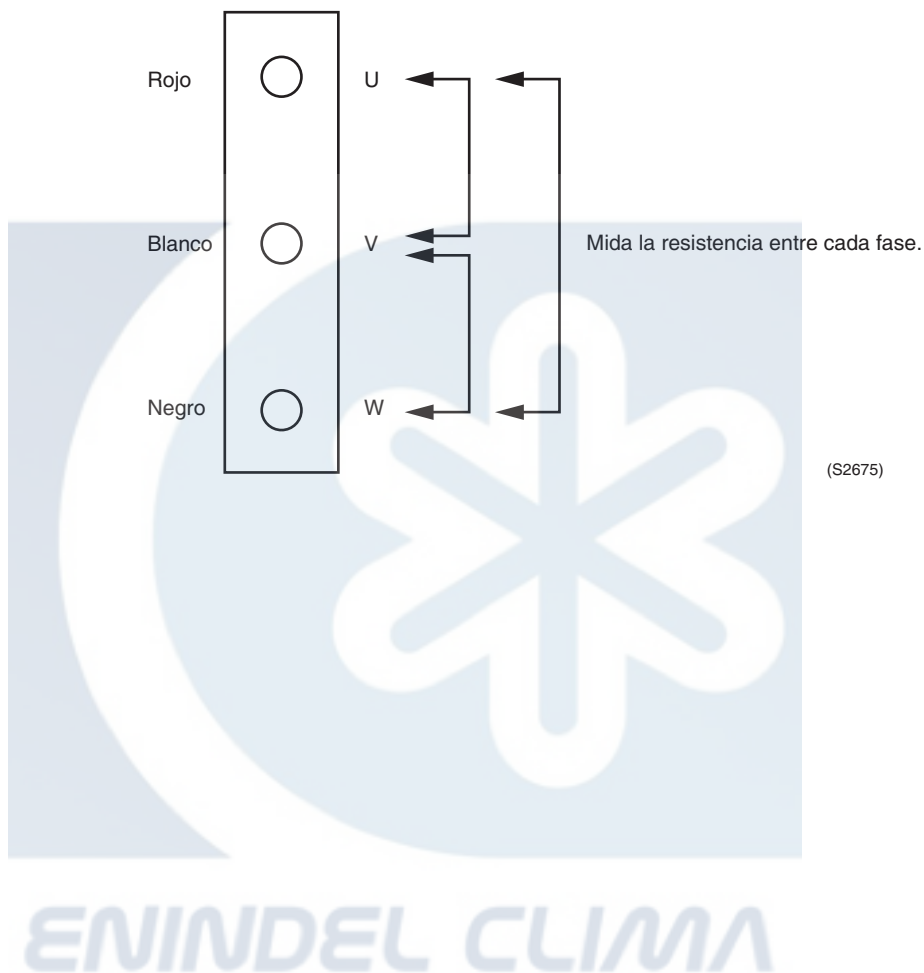 Rojo U
Blanco V Mida la resistencia entre cada fase.
Negro W
(S2675)
ENINDEL CLIMA